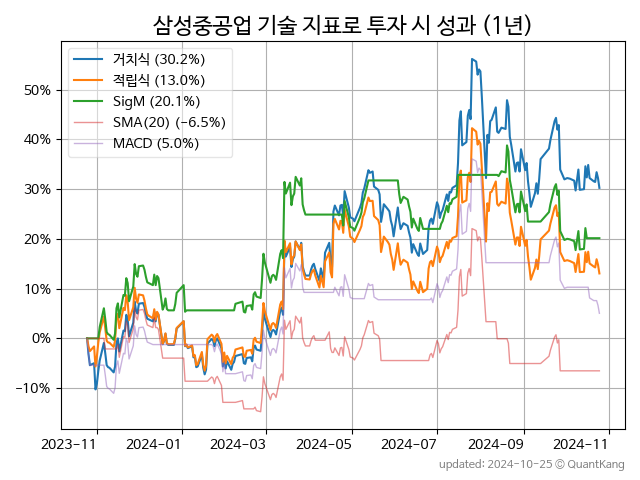 삼성중공업 기술 지표로 투자 시 성과 (1년)
거치식 (30.2%)
적립식 (13.0%)
SigM (20.1%)
SMA(20) (−6.5%)
MACD (5.0%)
50%
40%
30%
20%
10%
0%
−10%
2023-11 2024-01 2024-03 2024-05 2024-07 2024-09 2024-11
updated: 2024-10-25 ⓒ QuantKang